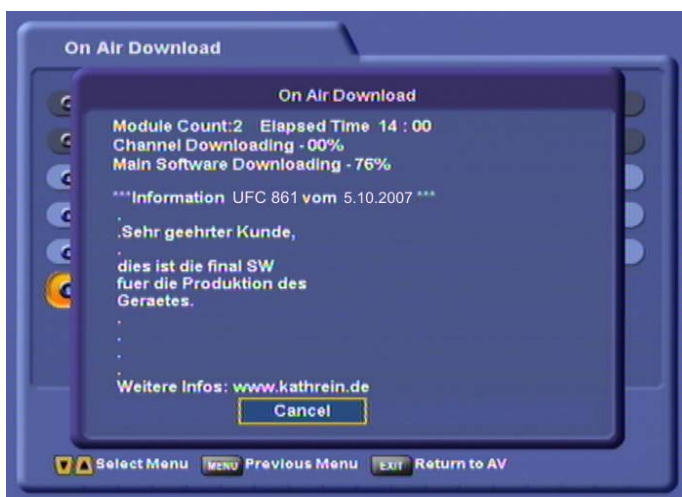 On Air Download
On Air Download
Module Count:2 Elapsed Time 14 : 00
Channel Downloading - 00%
Main Software Downloading - 76%
***Information UFC 861 vom 5.10.2007 ***
.
.Sehr geehrter Kunde,
.
dies ist die final SW
fuer die Produktion des
Geraetes.
.
.
.
.
Weitere Infos: www.kathrein.de
Cancel
Select Menu MENU Previous Menu EXIT Return to AV